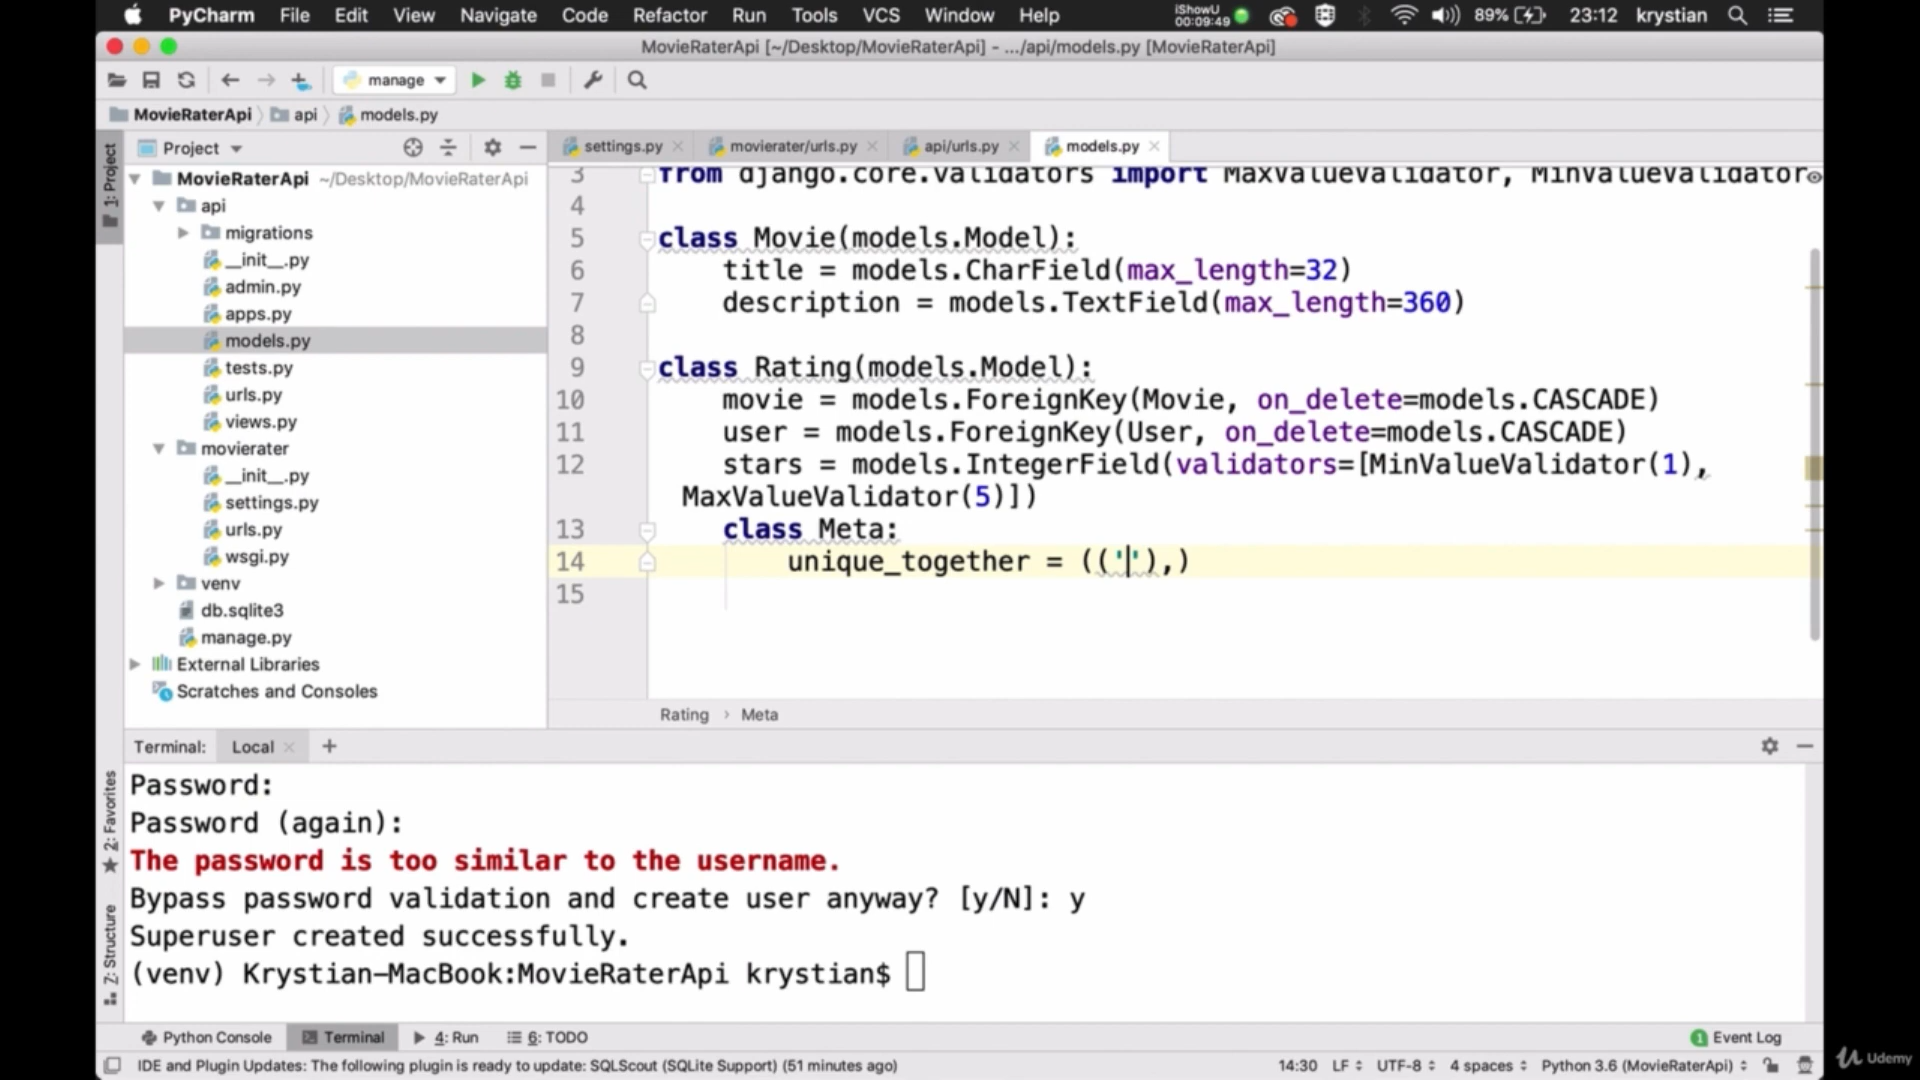 PyCharm File Edit View Navigate Code Refactor Run Tools VCS Window Help iShowU 00:09:49 89% 23:12 krystian
MovieRaterApi [~/Desktop/MovieRaterApi] - .../api/models.py [MovieRaterApi]
manage
MovieRaterApi api models.py
1: Project
Project
settings.py movierater/urls.py api/urls.py models.py
MovieRaterApi ~/Desktop/MovieRaterApi
api
migrations
__init__.py
admin.py
apps.py
models.py
tests.py
urls.py
views.py
movierater
__init__.py
settings.py
urls.py
wsgi.py
venv
db.sqlite3
manage.py
External Libraries
Scratches and Consoles
3 from django.core.validators import MaxValueValidator, MinValueValidator
4
5 class Movie(models.Model):
6 title = models.CharField(max_length=32)
7 description = models.TextField(max_length=360)
8
9 class Rating(models.Model):
10 movie = models.ForeignKey(Movie, on_delete=models.CASCADE)
11 user = models.ForeignKey(User, on_delete=models.CASCADE)
12 stars = models.IntegerField(validators=[MinValueValidator(1),
MaxValueValidator(5)])
13 class Meta:
14 unique_together = ((''),)
15
Rating › Meta
Terminal: Local +
2: Favorites
Z: Structure
Password:
Password (again):
The password is too similar to the username.
Bypass password validation and create user anyway? [y/N]: y
Superuser created successfully.
(venv) Krystian-MacBook:MovieRaterApi krystian$
Python Console Terminal 4: Run 6: TODO 1 Event Log
IDE and Plugin Updates: The following plugin is ready to update: SQLScout (SQLite Support) (51 minutes ago) 14:30 LF UTF-8 4 spaces Python 3.6 (MovieRaterApi)
Udemy